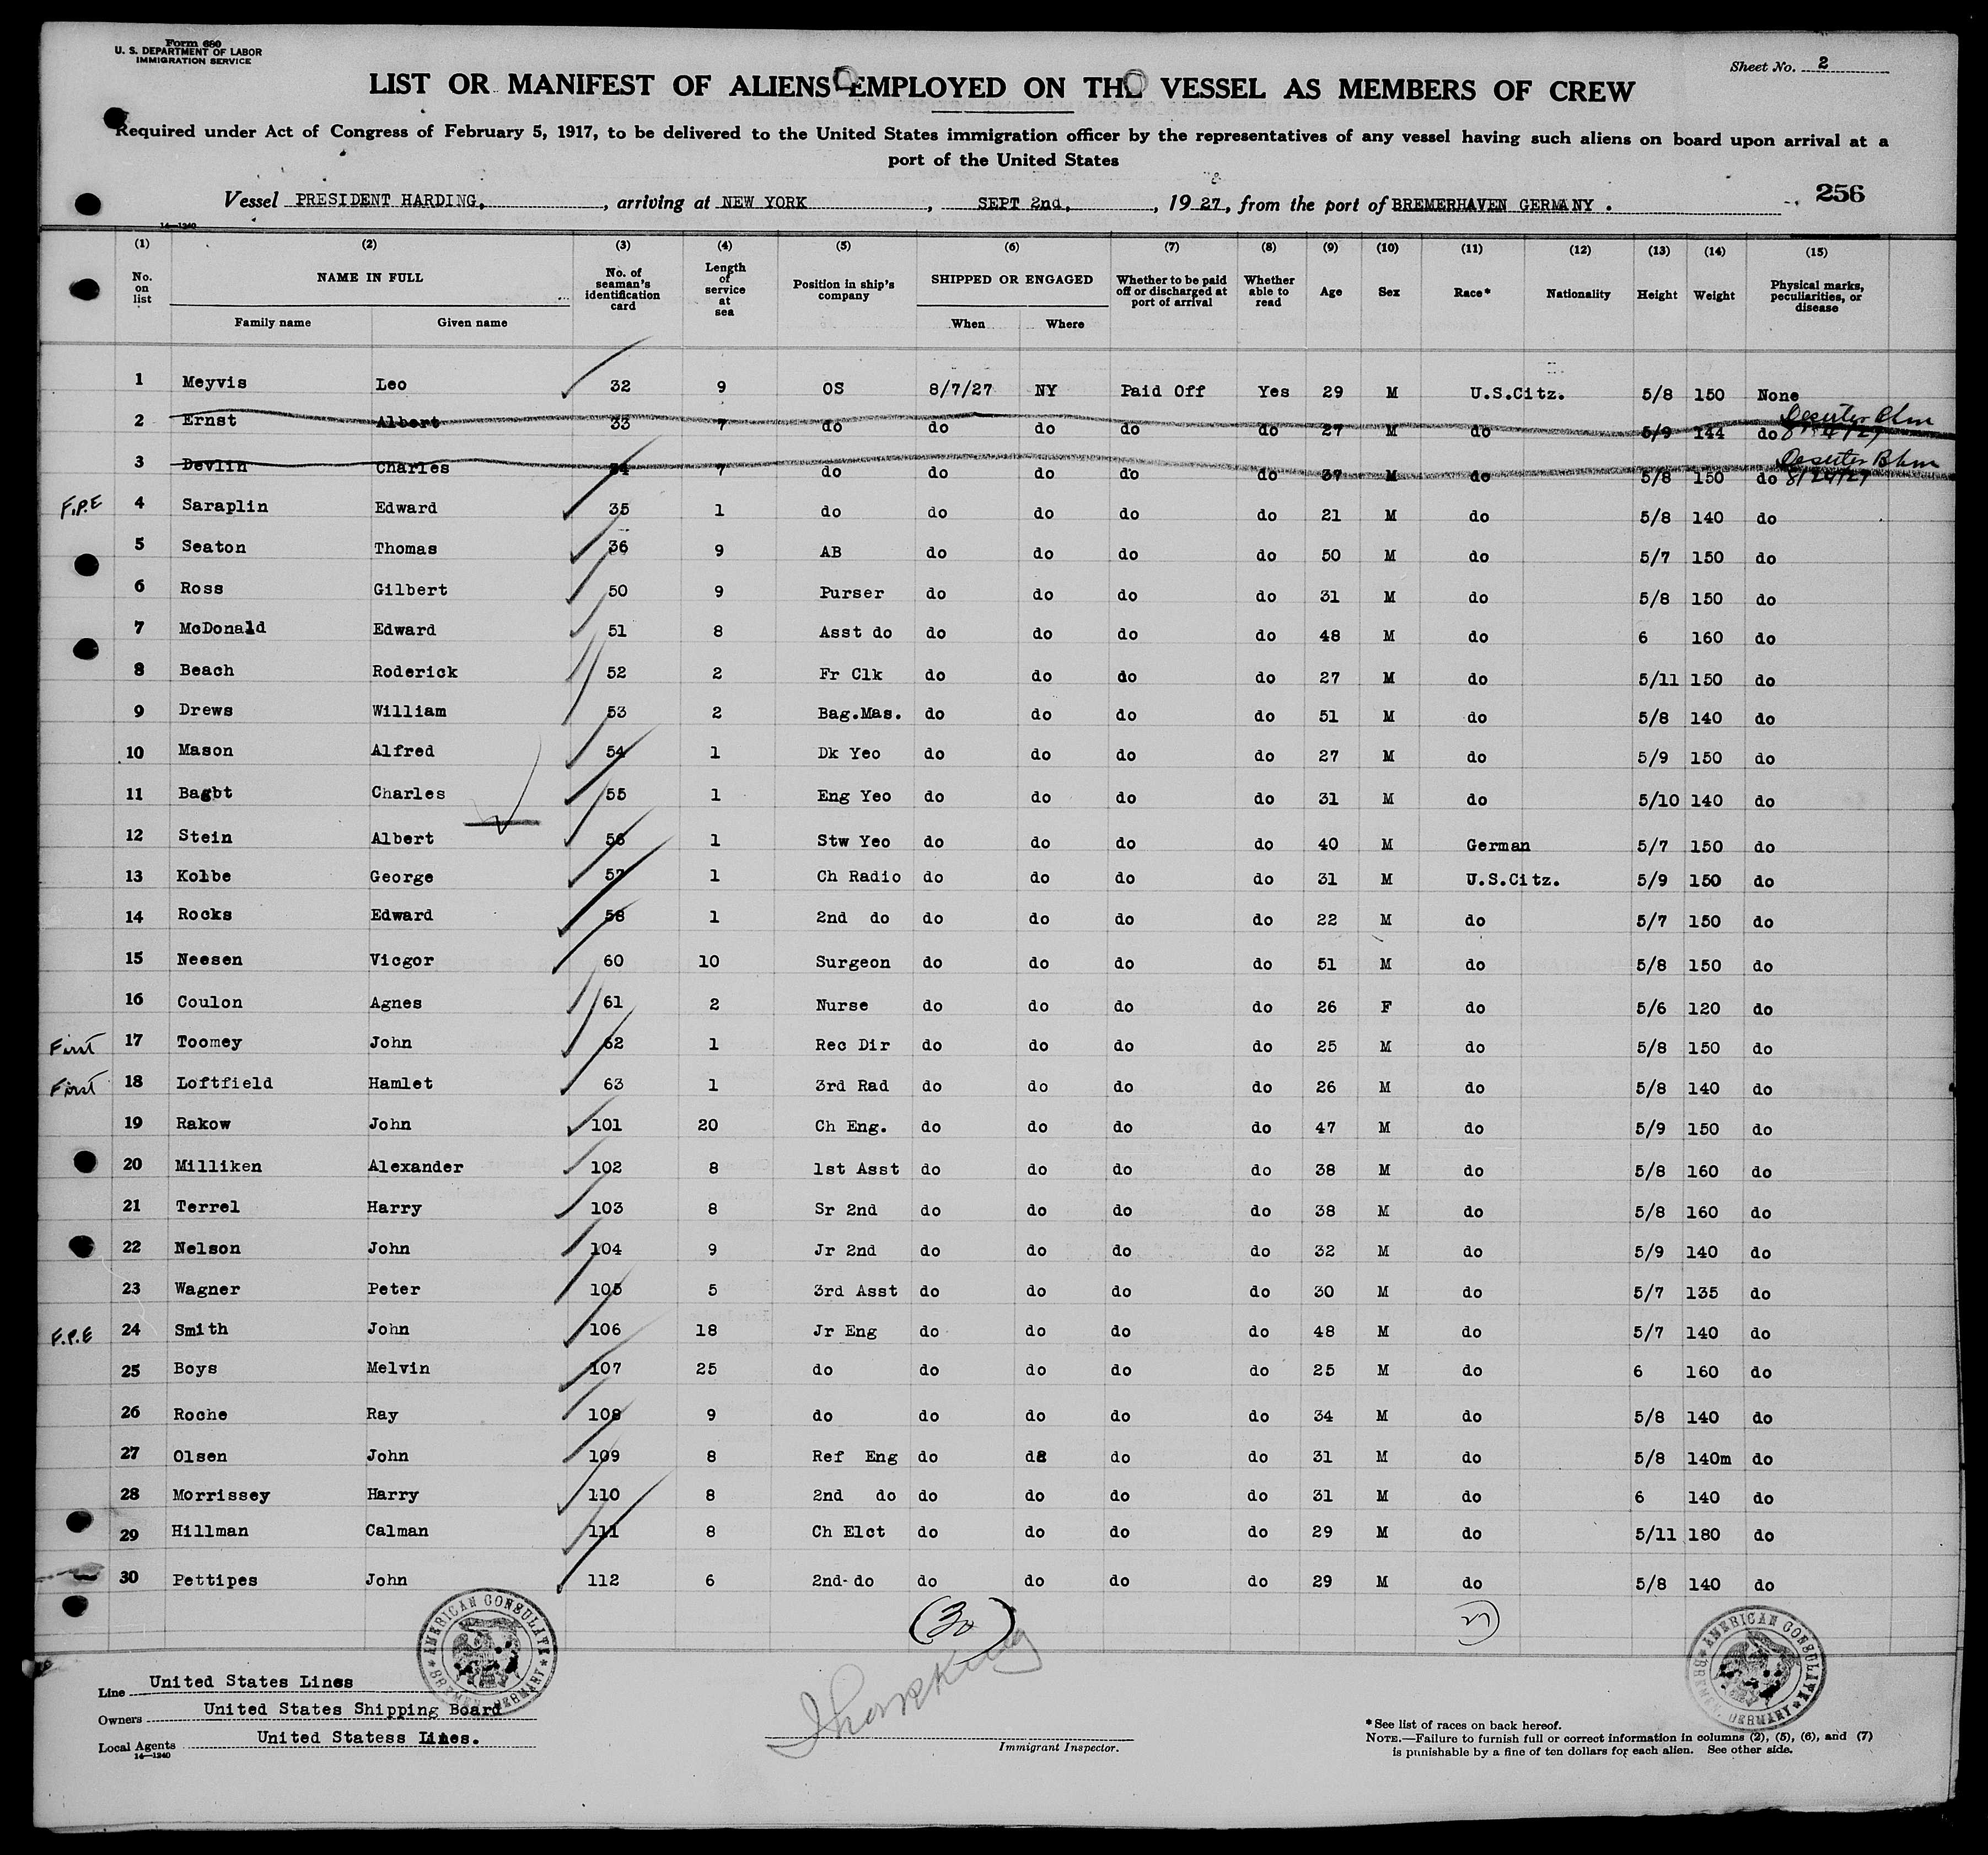 Form 680
U. S. DEPARTMENT OF LABOR
IMMIGRATION SERVICE
Sheet No. 2
LIST OR MANIFEST OF ALIENS EMPLOYED ON THE VESSEL AS MEMBERS OF CREW
Required under Act of Congress of February 5, 1917, to be delivered to the United States immigration officer by the representatives of any vessel having such aliens on board upon arrival at a
port of the United States
Vessel PRESIDENT HARDING, , arriving at NEW YORK , SEPT 2nd, , 19 27, from the port of BREMERHAVEN GERMANY . 256
14—1240
(1) (2) (3) (4) (5) (6) (7) (8) (9) (10) (11) (12) (13) (14) (15)
No. on list NAME IN FULL No. of seaman's identification card Length of service at sea Position in ship's company SHIPPED OR ENGAGED Whether to be paid off or discharged at port of arrival Whether able to read Age Sex Race* Nationality Height Weight Physical marks, peculiarities, or disease
Family name Given name When Where
1 Meyvis Leo 32 9 OS 8/7/27 NY Paid Off Yes 29 M U.S.Citz. 5/8 150 None
2 Ernst Albert 33 7 do do do do do 27 M do 5/9 144 do Deserter
3 Devlin Charles 34 7 do do do do do 37 M do 5/8 150 do Deserter 8/24/27
F.P.E 4 Saraplin Edward 35 1 do do do do do 21 M do 5/8 140 do
5 Seaton Thomas 36 9 AB do do do do 50 M do 5/7 150 do
6 Ross Gilbert 50 9 Purser do do do do 31 M do 5/8 150 do
7 McDonald Edward 51 8 Asst do do do do do 48 M do 6 160 do
8 Beach Roderick 52 2 Fr Clk do do do do 27 M do 5/11 150 do
9 Drews William 53 2 Bag.Mas. do do do do 51 M do 5/8 140 do
10 Mason Alfred 54 1 Dk Yeo do do do do 27 M do 5/9 150 do
11 Bagbt Charles 55 1 Eng Yeo do do do do 31 M do 5/10 140 do
12 Stein Albert 56 1 Stw Yeo do do do do 40 M German 5/7 150 do
13 Kolbe George 57 1 Ch Radio do do do do 31 M U.S.Citz. 5/9 150 do
14 Rocks Edward 58 1 2nd do do do do do 22 M do 5/7 150 do
15 Neesen Vicgor 60 10 Surgeon do do do do 51 M do 5/8 150 do
16 Coulon Agnes 61 2 Nurse do do do do 26 F do 5/6 120 do
First 17 Toomey John 62 1 Rec Dir do do do do 25 M do 5/8 150 do
First 18 Loftfield Hamlet 63 1 3rd Rad do do do do 26 M do 5/8 140 do
19 Rakow John 101 20 Ch Eng. do do do do 47 M do 5/9 150 do
20 Milliken Alexander 102 8 1st Asst do do do do 38 M do 5/8 160 do
21 Terrel Harry 103 8 Sr 2nd do do do do 38 M do 5/8 160 do
22 Nelson John 104 9 Jr 2nd do do do do 32 M do 5/9 140 do
23 Wagner Peter 105 5 3rd Asst do do do do 30 M do 5/7 135 do
F.P.E 24 Smith John 106 18 Jr Eng do do do do 48 M do 5/7 140 do
25 Boys Melvin 107 25 do do do do do 25 M do 6 160 do
26 Roche Ray 108 9 do do do do do 34 M do 5/8 140 do
27 Olsen John 109 8 Ref Eng do do do do 31 M do 5/8 140m do
28 Morrissey Harry 110 8 2nd do do do do do 31 M do 6 140 do
29 Hillman Calman 111 8 Ch Elct do do do do 29 M do 5/11 180 do
30 Pettipes John 112 6 2nd-do do do do do 29 M do 5/8 140 do
(30)
AMERICAN CONSULATE BREMEN, GERMANY
AMERICAN CONSULATE BREMEN, GERMANY
Line United States Lines
Owners United States Shipping Board
Local Agents United Statess Lines.
14—1240
Immigrant Inspector.
*See list of races on back hereof.
NOTE.—Failure to furnish full or correct information in columns (2), (5), (6), and (7)
is punishable by a fine of ten dollars for each alien. See other side.